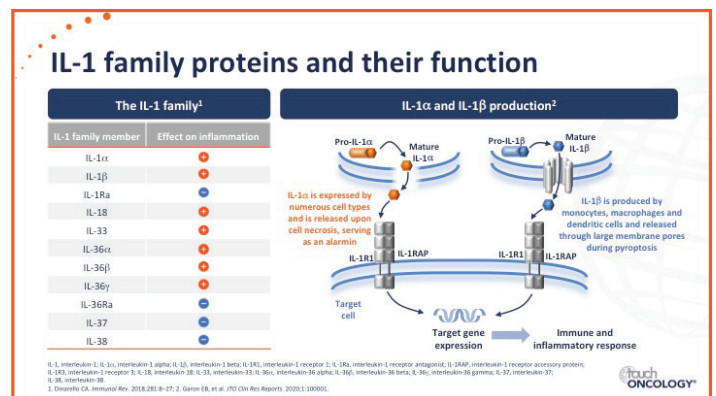 IL-1 family proteins and their function
The IL-1 family¹
IL-1 family member Effect on inflammation
IL-1α +
IL-1β +
IL-1Ra −
IL-18 +
IL-33 +
IL-36α +
IL-36β +
IL-36γ +
IL-36Ra −
IL-37 −
IL-38 −
IL-1α and IL-1β production²
Pro-IL-1α
Mature
IL-1α
IL-1α is expressed by
numerous cell types
and is released upon
cell necrosis, serving
as an alarmin
IL-1R1
IL-1RAP
Pro-IL-1β
Mature
IL-1β
IL-1β is produced by
monocytes, macrophages and
dendritic cells and released
through large membrane pores
during pyroptosis
IL-1R1
IL-1RAP
Target
cell
Target gene
expression
Immune and
inflammatory response
IL-1, interleukin-1; IL-1α, interleukin-1 alpha; IL-1β, interleukin-1 beta; IL-1R1, interleukin-1 receptor 1; IL-1Ra, interleukin-1 receptor antagonist; IL-1RAP, interleukin-1 receptor accessory protein;
IL-1R3, interleukin-1 receptor 3; IL-18, interleukin-18; IL-33, interleukin-33; IL-36α, interleukin-36 alpha; IL-36β, interleukin-36 beta; IL-36γ, interleukin-36 gamma; IL-37, interleukin-37;
IL-38, interleukin-38.
1. Dinarello CA. Immunol Rev. 2018;281:8–27; 2. Garon EB, et al. JTO Clin Res Reports. 2020;1:100001.
touch
ONCOLOGY®